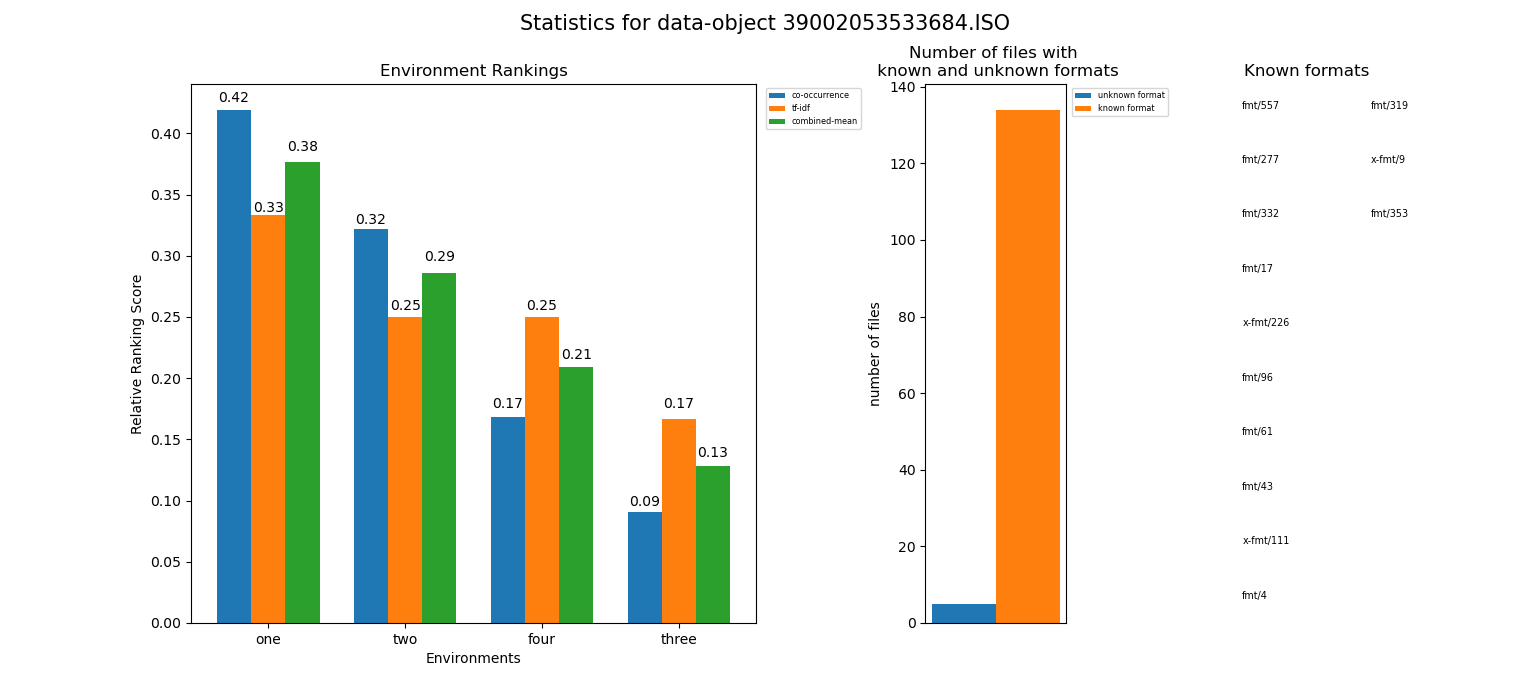 Statistics for data-object 39002053533684.ISO
Environment Rankings
Relative Ranking Score
0.40
0.35
0.30
0.25
0.20
0.15
0.10
0.05
0.00
0.42
0.33
0.38
0.32
0.25
0.29
0.17
0.25
0.21
0.09
0.17
0.13
one two four three
Environments
co-occurrence
tf-idf
combined-mean
Number of files with
known and unknown formats
number of files
140
120
100
80
60
40
20
0
unknown format
known format
Known formats
fmt/557 fmt/319
fmt/277 x-fmt/9
fmt/332 fmt/353
fmt/17
x-fmt/226
fmt/96
fmt/61
fmt/43
x-fmt/111
fmt/4